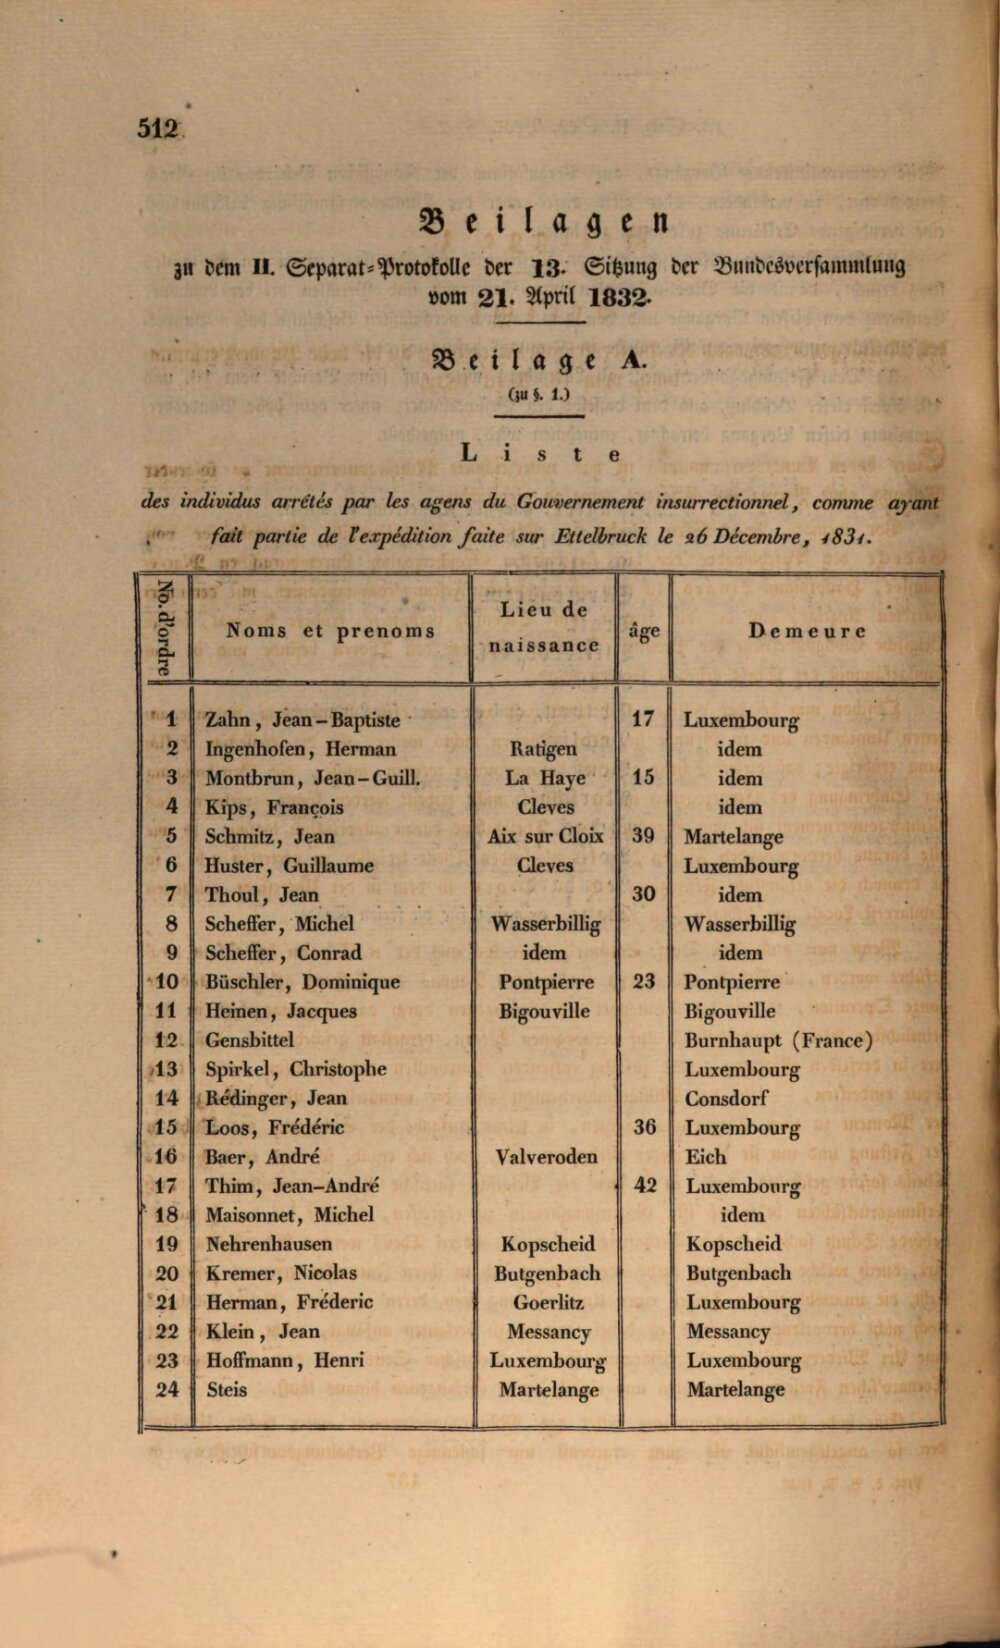 512
Beilagen
zu dem II. Separat-Protokolle der 13. Sitzung der Bundesversammlung
vom 21. April 1832.
Beilage A.
(zu §. 1.)
Liste
des individus arrétés par les agens du Gouvernement insurrectionnel, comme ayant
fait partie de l'expédition faite sur Ettelbruck le 26 Décembre, 1831.
No. d'ordre | Noms et prenoms | Lieu de naissance | âge | Demeure
1 Zahn, Jean-Baptiste 17 Luxembourg
2 Ingenhofen, Herman Ratigen idem
3 Montbrun, Jean-Guill. La Haye 15 idem
4 Kips, François Cleves idem
5 Schmitz, Jean Aix sur Cloix 39 Martelange
6 Huster, Guillaume Cleves Luxembourg
7 Thoul, Jean 30 idem
8 Scheffer, Michel Wasserbillig Wasserbillig
9 Scheffer, Conrad idem idem
10 Büschler, Dominique Pontpierre 23 Pontpierre
11 Heinen, Jacques Bigouville Bigouville
12 Gensbittel Burnhaupt (France)
13 Spirkel, Christophe Luxembourg
14 Rédinger, Jean Consdorf
15 Loos, Frédéric 36 Luxembourg
16 Baer, André Valveroden Eich
17 Thim, Jean-André 42 Luxembourg
18 Maisonnet, Michel idem
19 Nehrenhausen Kopscheid Kopscheid
20 Kremer, Nicolas Butgenbach Butgenbach
21 Herman, Fréderic Goerlitz Luxembourg
22 Klein, Jean Messancy Messancy
23 Hoffmann, Henri Luxembourg Luxembourg
24 Steis Martelange Martelange